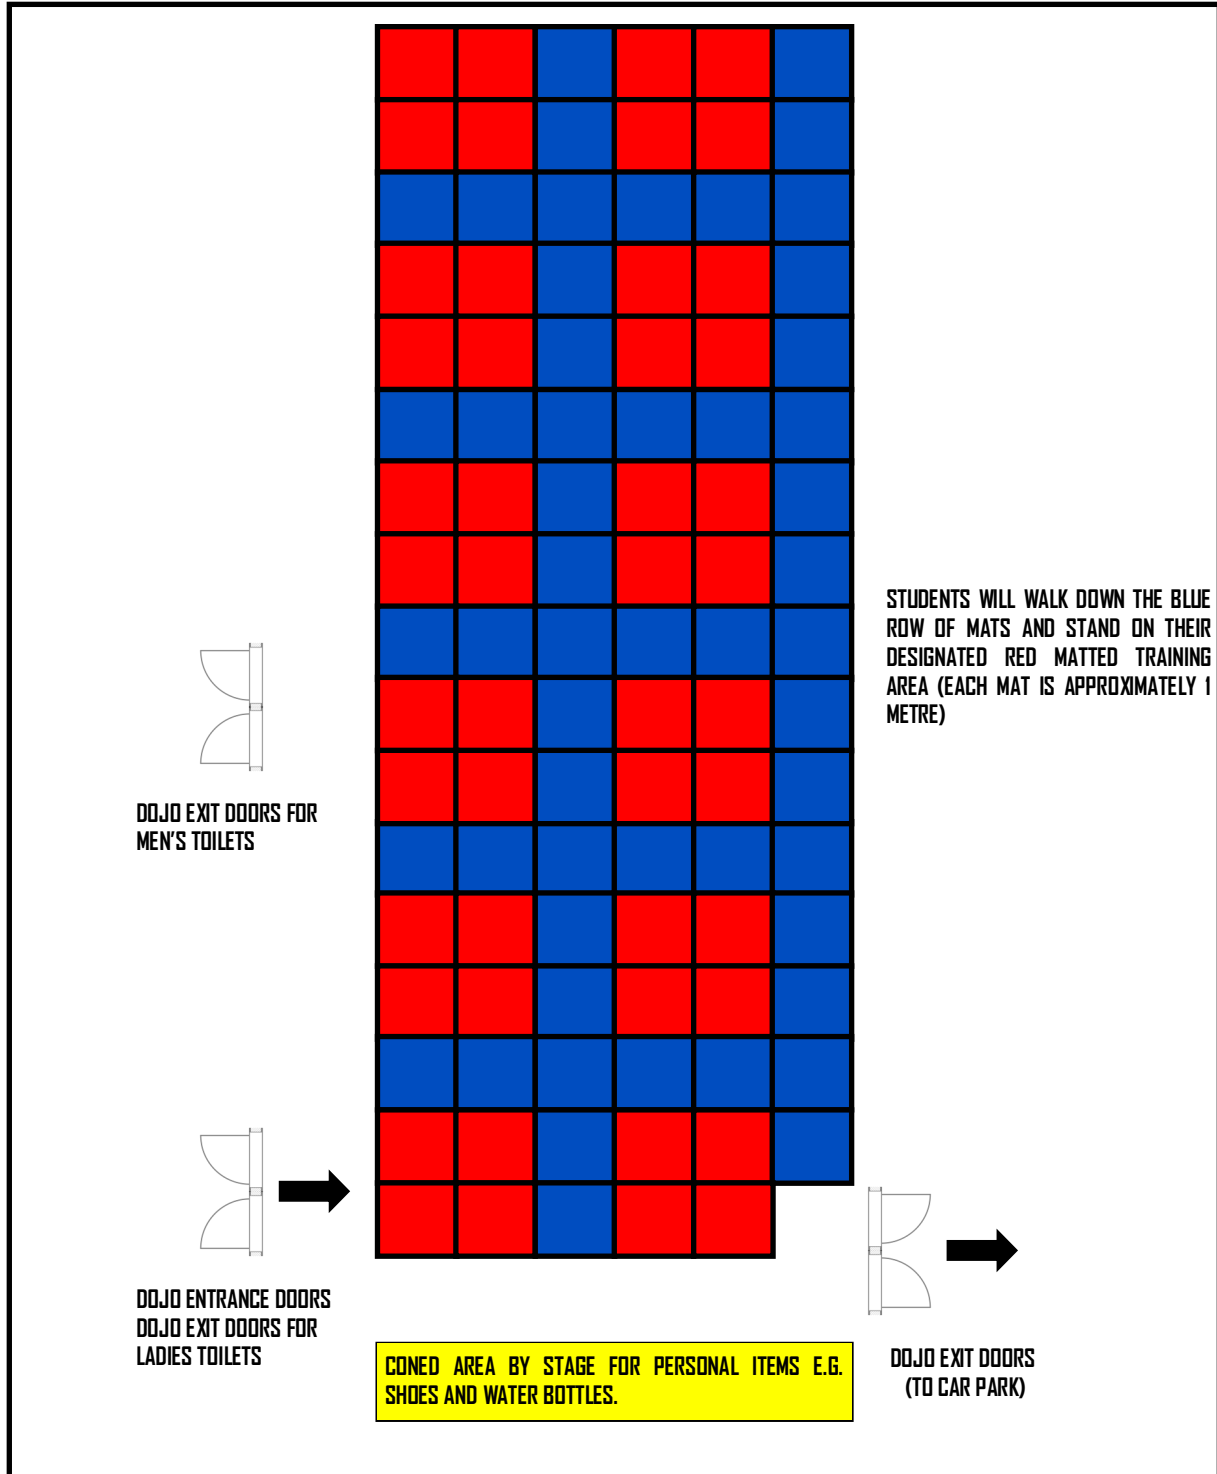 STUDENTS WILL WALK DOWN THE BLUE
ROW OF MATS AND STAND ON THEIR
DESIGNATED RED MATTED TRAINING
AREA (EACH MAT IS APPROXIMATELY 1
METRE)
DOJO EXIT DOORS FOR
MEN'S TOILETS
DOJO ENTRANCE DOORS
DOJO EXIT DOORS FOR
LADIES TOILETS
CONED AREA BY STAGE FOR PERSONAL ITEMS E.G.
SHOES AND WATER BOTTLES.
DOJO EXIT DOORS
(TO CAR PARK)